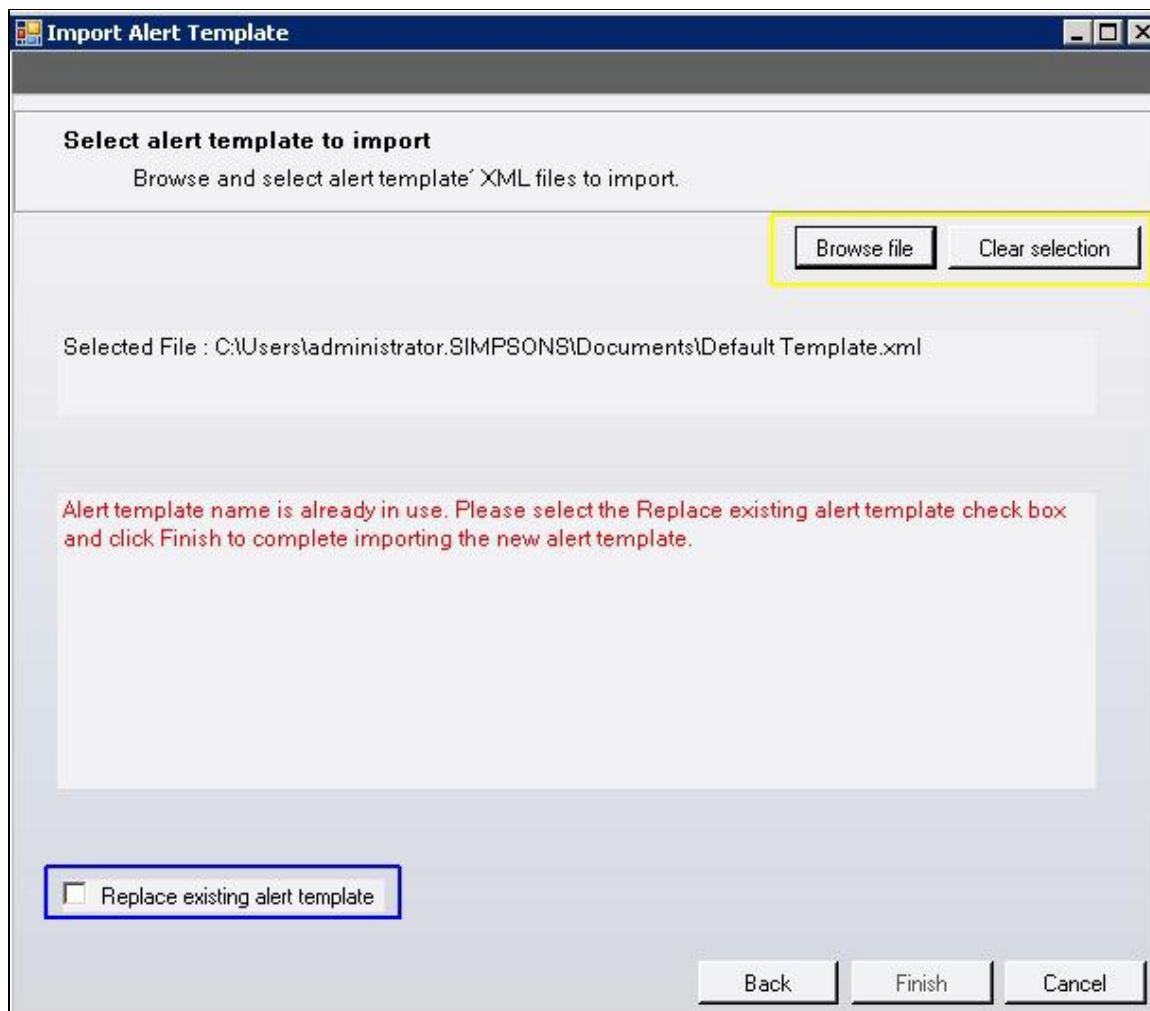 Import Alert Template
Select alert template to import
Browse and select alert template´ XML files to import.
Browse file
Clear selection
Selected File : C:\Users\administrator.SIMPSONS\Documents\Default Template.xml
Alert template name is already in use. Please select the Replace existing alert template check box
and click Finish to complete importing the new alert template.
Replace existing alert template
Back
Finish
Cancel